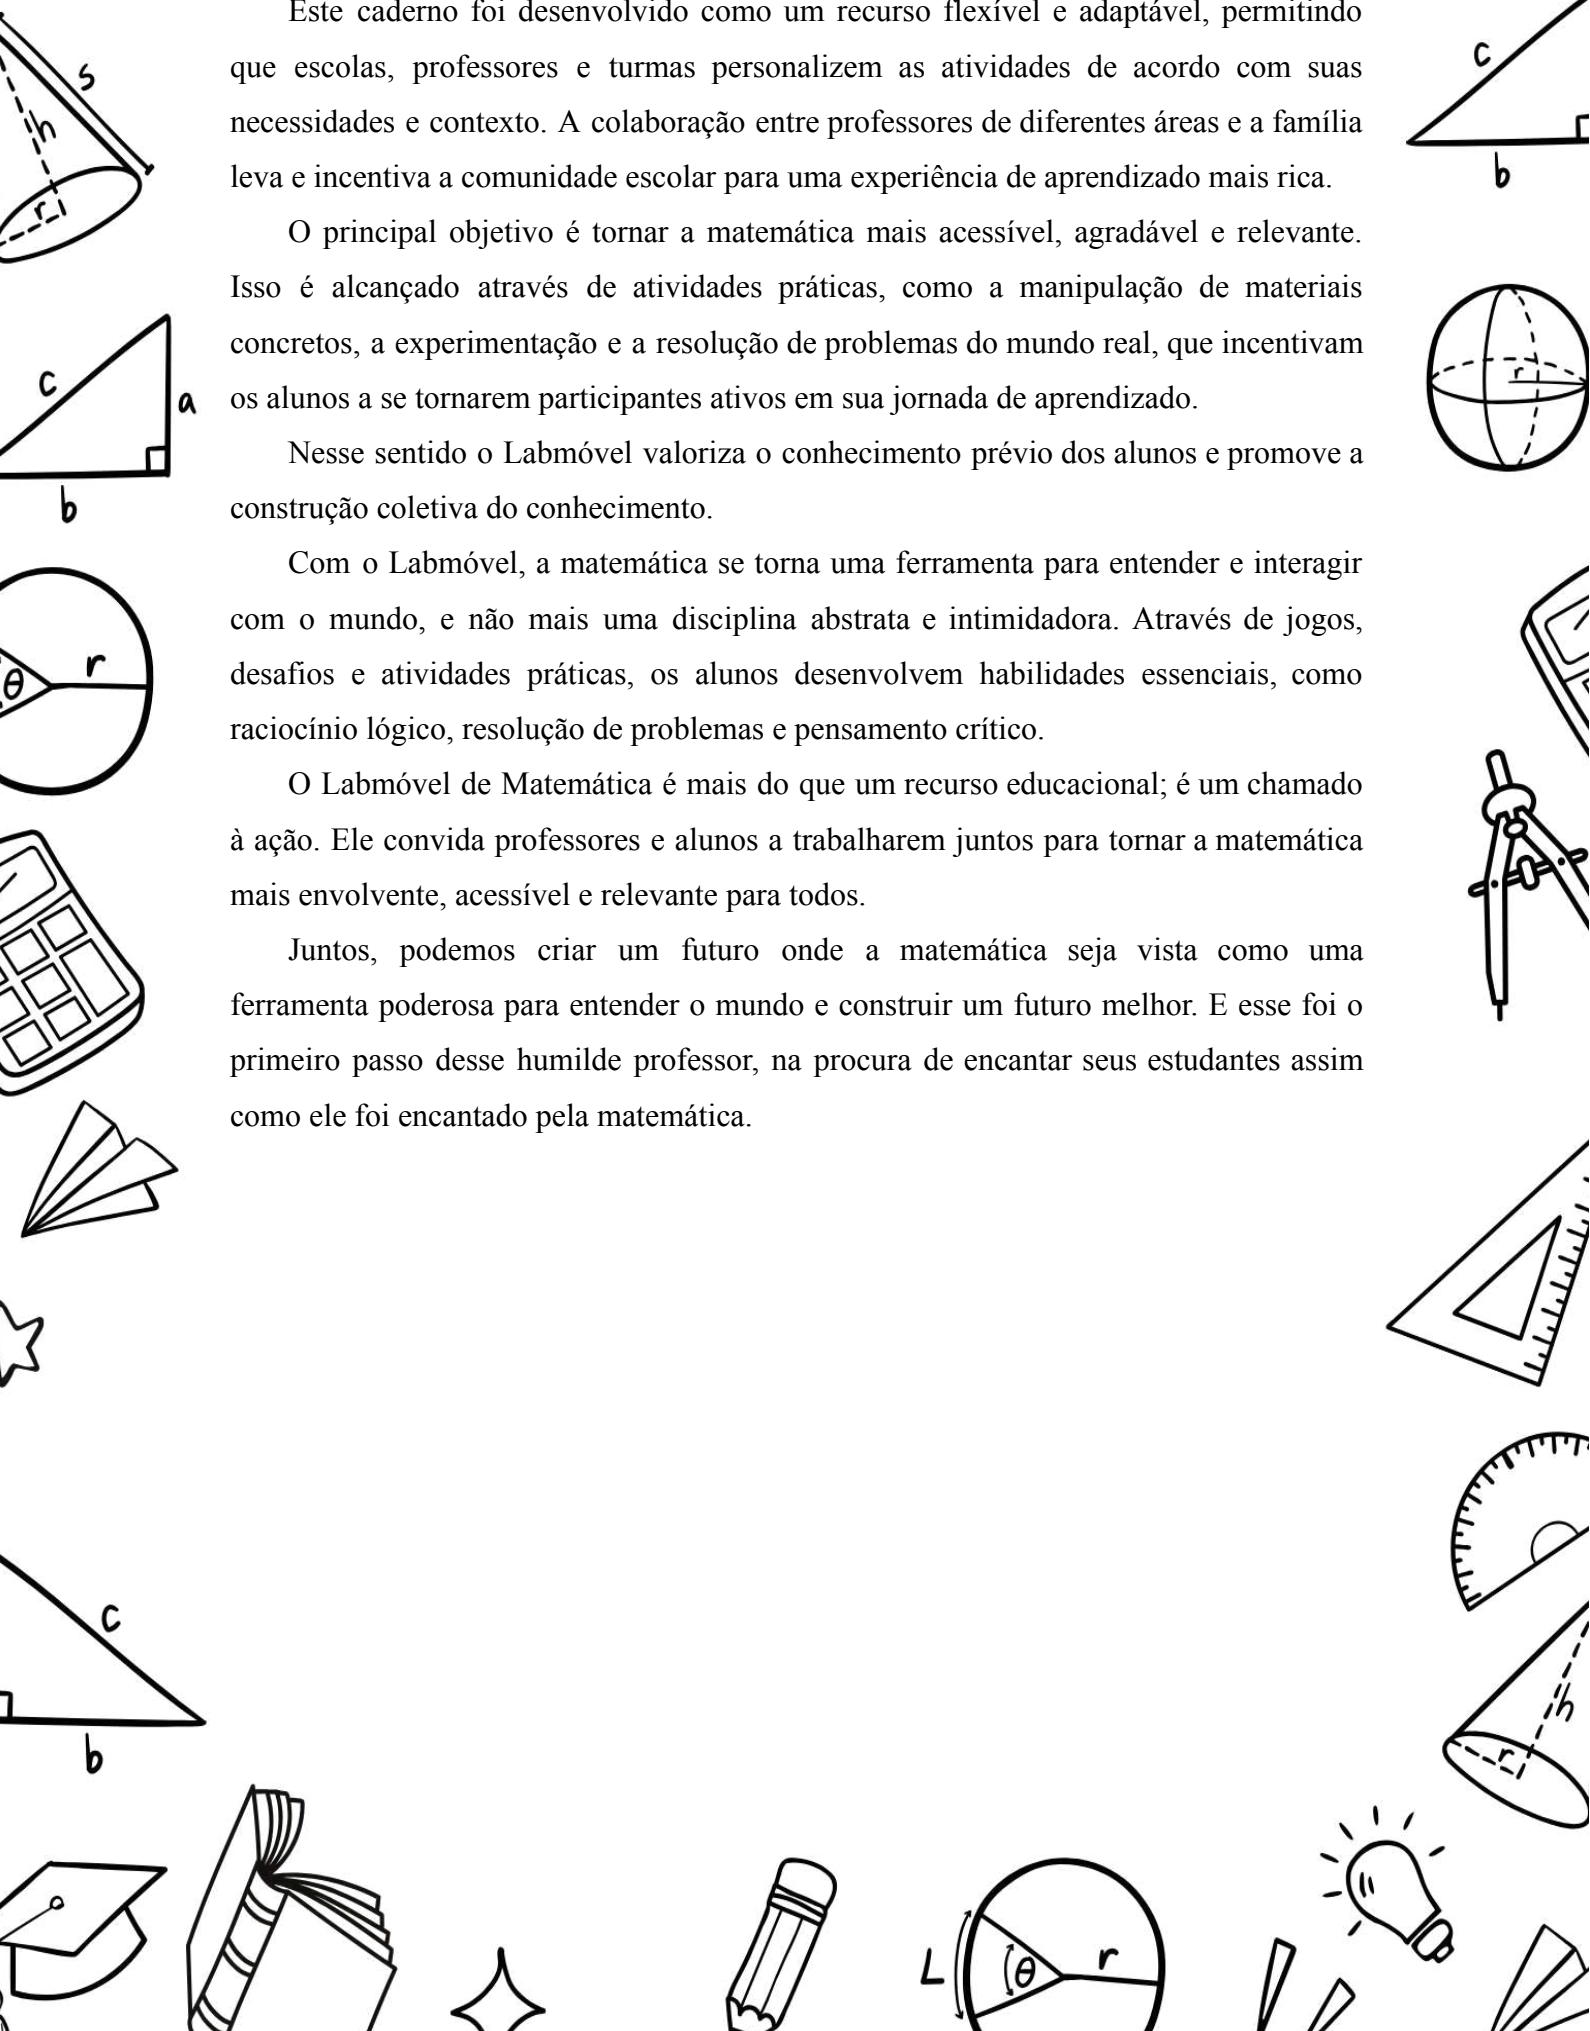 Este caderno foi desenvolvido como um recurso flexível e adaptável, permitindo
que escolas, professores e turmas personalizem as atividades de acordo com suas
necessidades e contexto. A colaboração entre professores de diferentes áreas e a família
leva e incentiva a comunidade escolar para uma experiência de aprendizado mais rica.
O principal objetivo é tornar a matemática mais acessível, agradável e relevante.
Isso é alcançado através de atividades práticas, como a manipulação de materiais
concretos, a experimentação e a resolução de problemas do mundo real, que incentivam
os alunos a se tornarem participantes ativos em sua jornada de aprendizado.
Nesse sentido o Labmóvel valoriza o conhecimento prévio dos alunos e promove a
construção coletiva do conhecimento.
Com o Labmóvel, a matemática se torna uma ferramenta para entender e interagir
com o mundo, e não mais uma disciplina abstrata e intimidadora. Através de jogos,
desafios e atividades práticas, os alunos desenvolvem habilidades essenciais, como
raciocínio lógico, resolução de problemas e pensamento crítico.
O Labmóvel de Matemática é mais do que um recurso educacional; é um chamado
à ação. Ele convida professores e alunos a trabalharem juntos para tornar a matemática
mais envolvente, acessível e relevante para todos.
Juntos, podemos criar um futuro onde a matemática seja vista como uma
ferramenta poderosa para entender o mundo e construir um futuro melhor. E esse foi o
primeiro passo desse humilde professor, na procura de encantar seus estudantes assim
como ele foi encantado pela matemática.
s
h
r
c
a
b
θ
r
c
b
c
b
r
h
r
L
θ
r